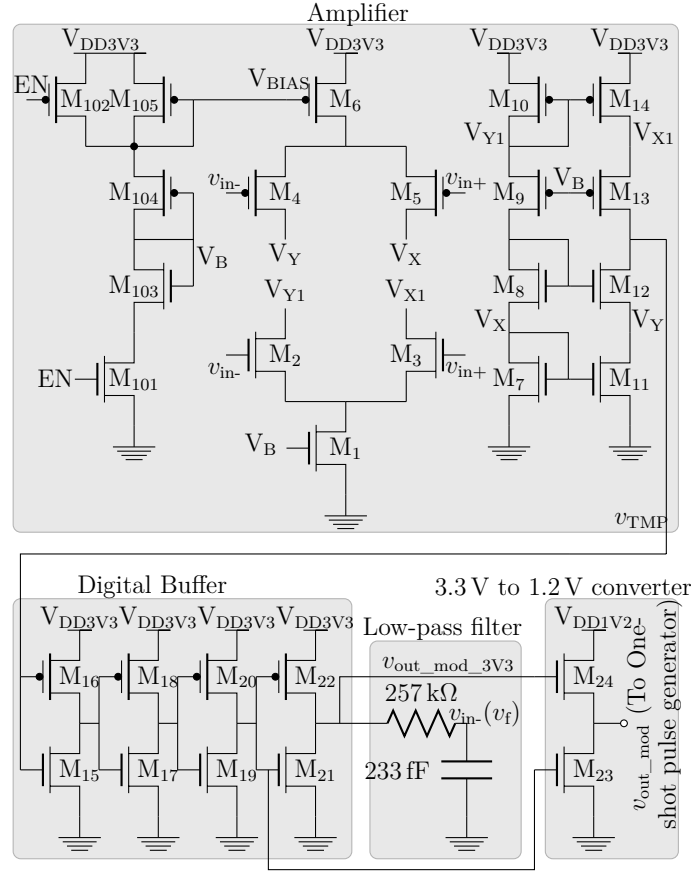 Amplifier
V_DD3V3 V_DD3V3 V_DD3V3 V_DD3V3
EN M_102 M_105 V_BIAS M_6 M_10 M_14
V_Y1 V_X1
M_104 v_in- M_4 M_5 v_in+ M_9 V_B M_13
V_B V_Y V_X
M_103 V_Y1 V_X1 M_8 M_12
V_X V_Y
EN M_101 v_in- M_2 M_3 v_in+ M_7 M_11
V_B M_1
v_TMP
Digital Buffer 3.3 V to 1.2 V converter
V_DD3V3 V_DD3V3 V_DD3V3 V_DD3V3 Low-pass filter V_DD1V2
M_16 M_18 M_20 M_22 v_out_mod_3V3 M_24
257 kΩ
v_in-(v_f)
M_15 M_17 M_19 M_21 233 fF M_23
v_out_mod (To One-
shot pulse generator)